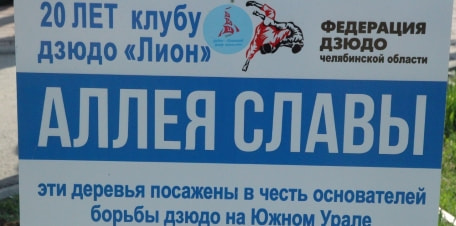 20 ЛЕТ клубу
дзюдо «Лион»
ФЕДЕРАЦИЯ
ДЗЮДО
ЧЕЛЯБИНСКОЙ ОБЛАСТИ
АЛЛЕЯ СЛАВЫ
эти деревья посажены в честь основателей
борьбы дзюдо на Южном Урале